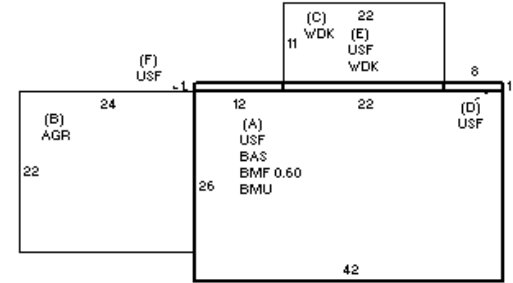 (C)
22
WDK
(E)
11
USF
WDK
(F)
USF
8
1
1
24
12
22
(D)
USF
(B)
AGR
(A)
USF
BAS
BMF 0.60
BMU
22
26
42